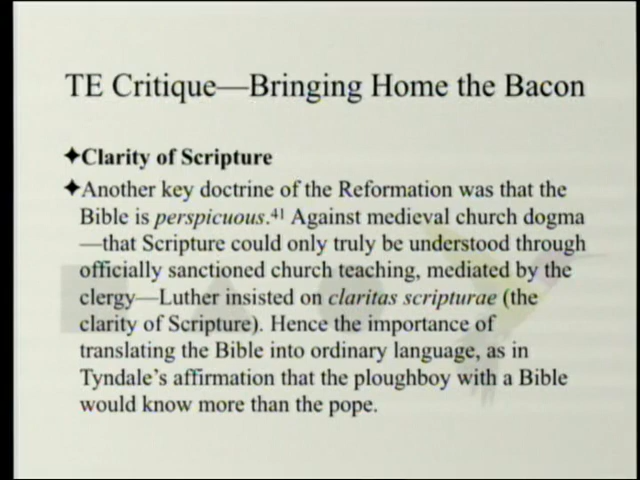 TE Critique—Bringing Home the Bacon
✦Clarity of Scripture
✦Another key doctrine of the Reformation was that the
Bible is perspicuous.⁴¹ Against medieval church dogma
—that Scripture could only truly be understood through
officially sanctioned church teaching, mediated by the
clergy—Luther insisted on claritas scripturae (the
clarity of Scripture). Hence the importance of
translating the Bible into ordinary language, as in
Tyndale’s affirmation that the ploughboy with a Bible
would know more than the pope.